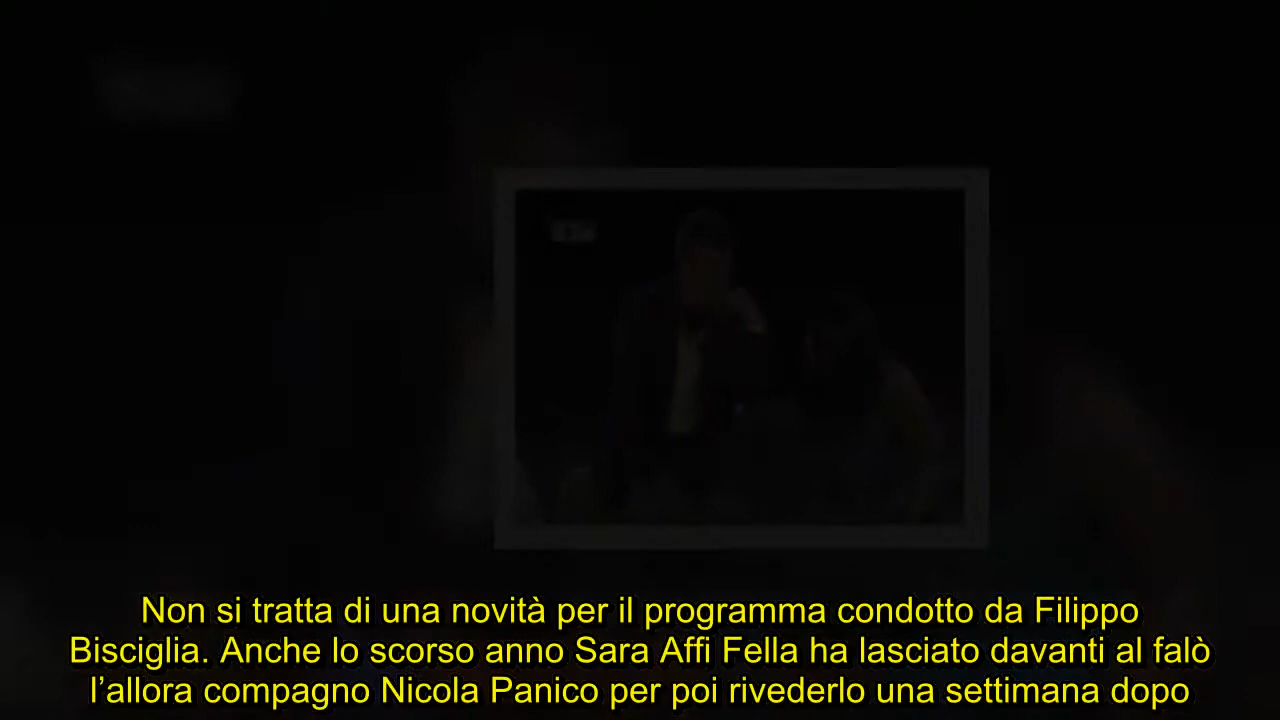 Non si tratta di una novità per il programma condotto da Filippo
Bisciglia. Anche lo scorso anno Sara Affi Fella ha lasciato davanti al falò
l’allora compagno Nicola Panico per poi rivederlo una settimana dopo